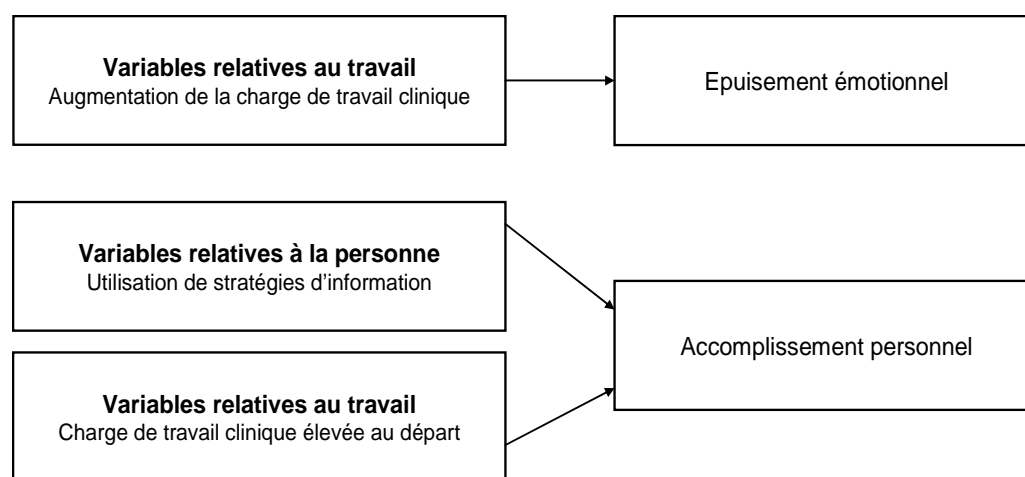 Variables relatives au travail
Augmentation de la charge de travail clinique
Epuisement émotionnel
Variables relatives à la personne
Utilisation de stratégies d'information
Accomplissement personnel
Variables relatives au travail
Charge de travail clinique élevée au départ